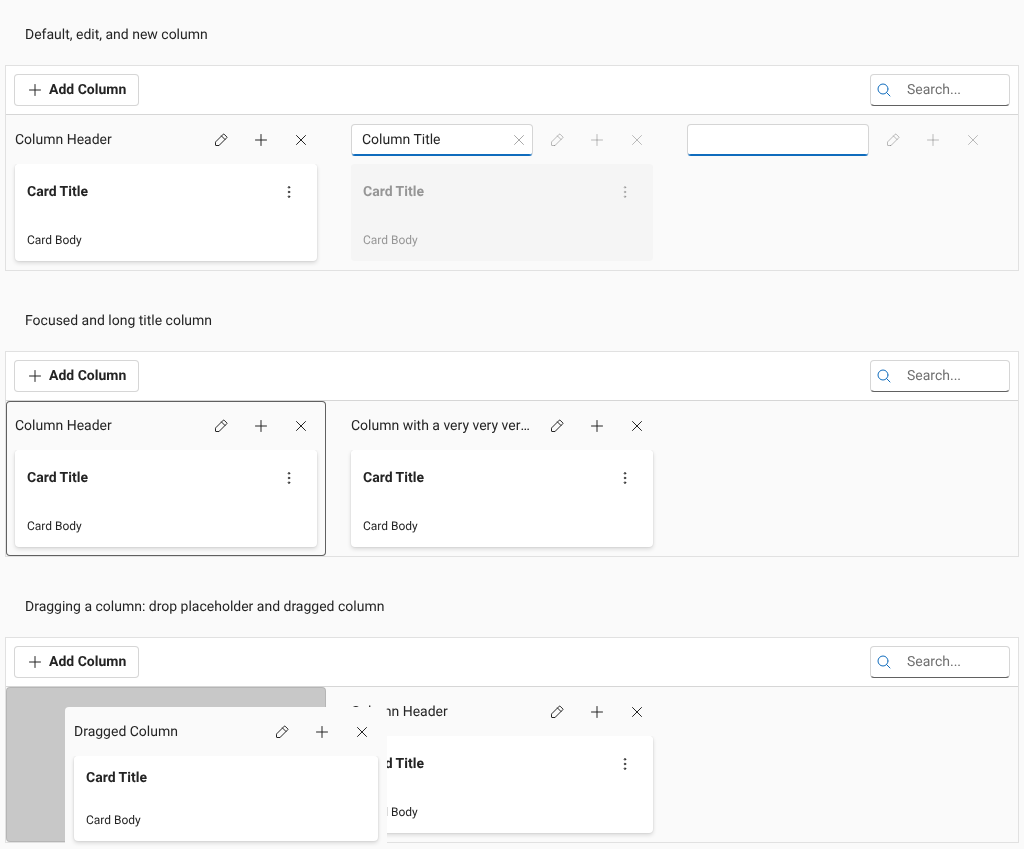 Default, edit, and new column
Add Column
Search...
Column Header
Column Title
Card Title
Card Title
Card Body
Card Body
Focused and long title column
Add Column
Search...
Column Header
Column with a very very ver...
Card Title
Card Title
Card Body
Card Body
Dragging a column: drop placeholder and dragged column
Add Column
Search...
Header
Dragged Column
Title
Card Title
Body
Card Body